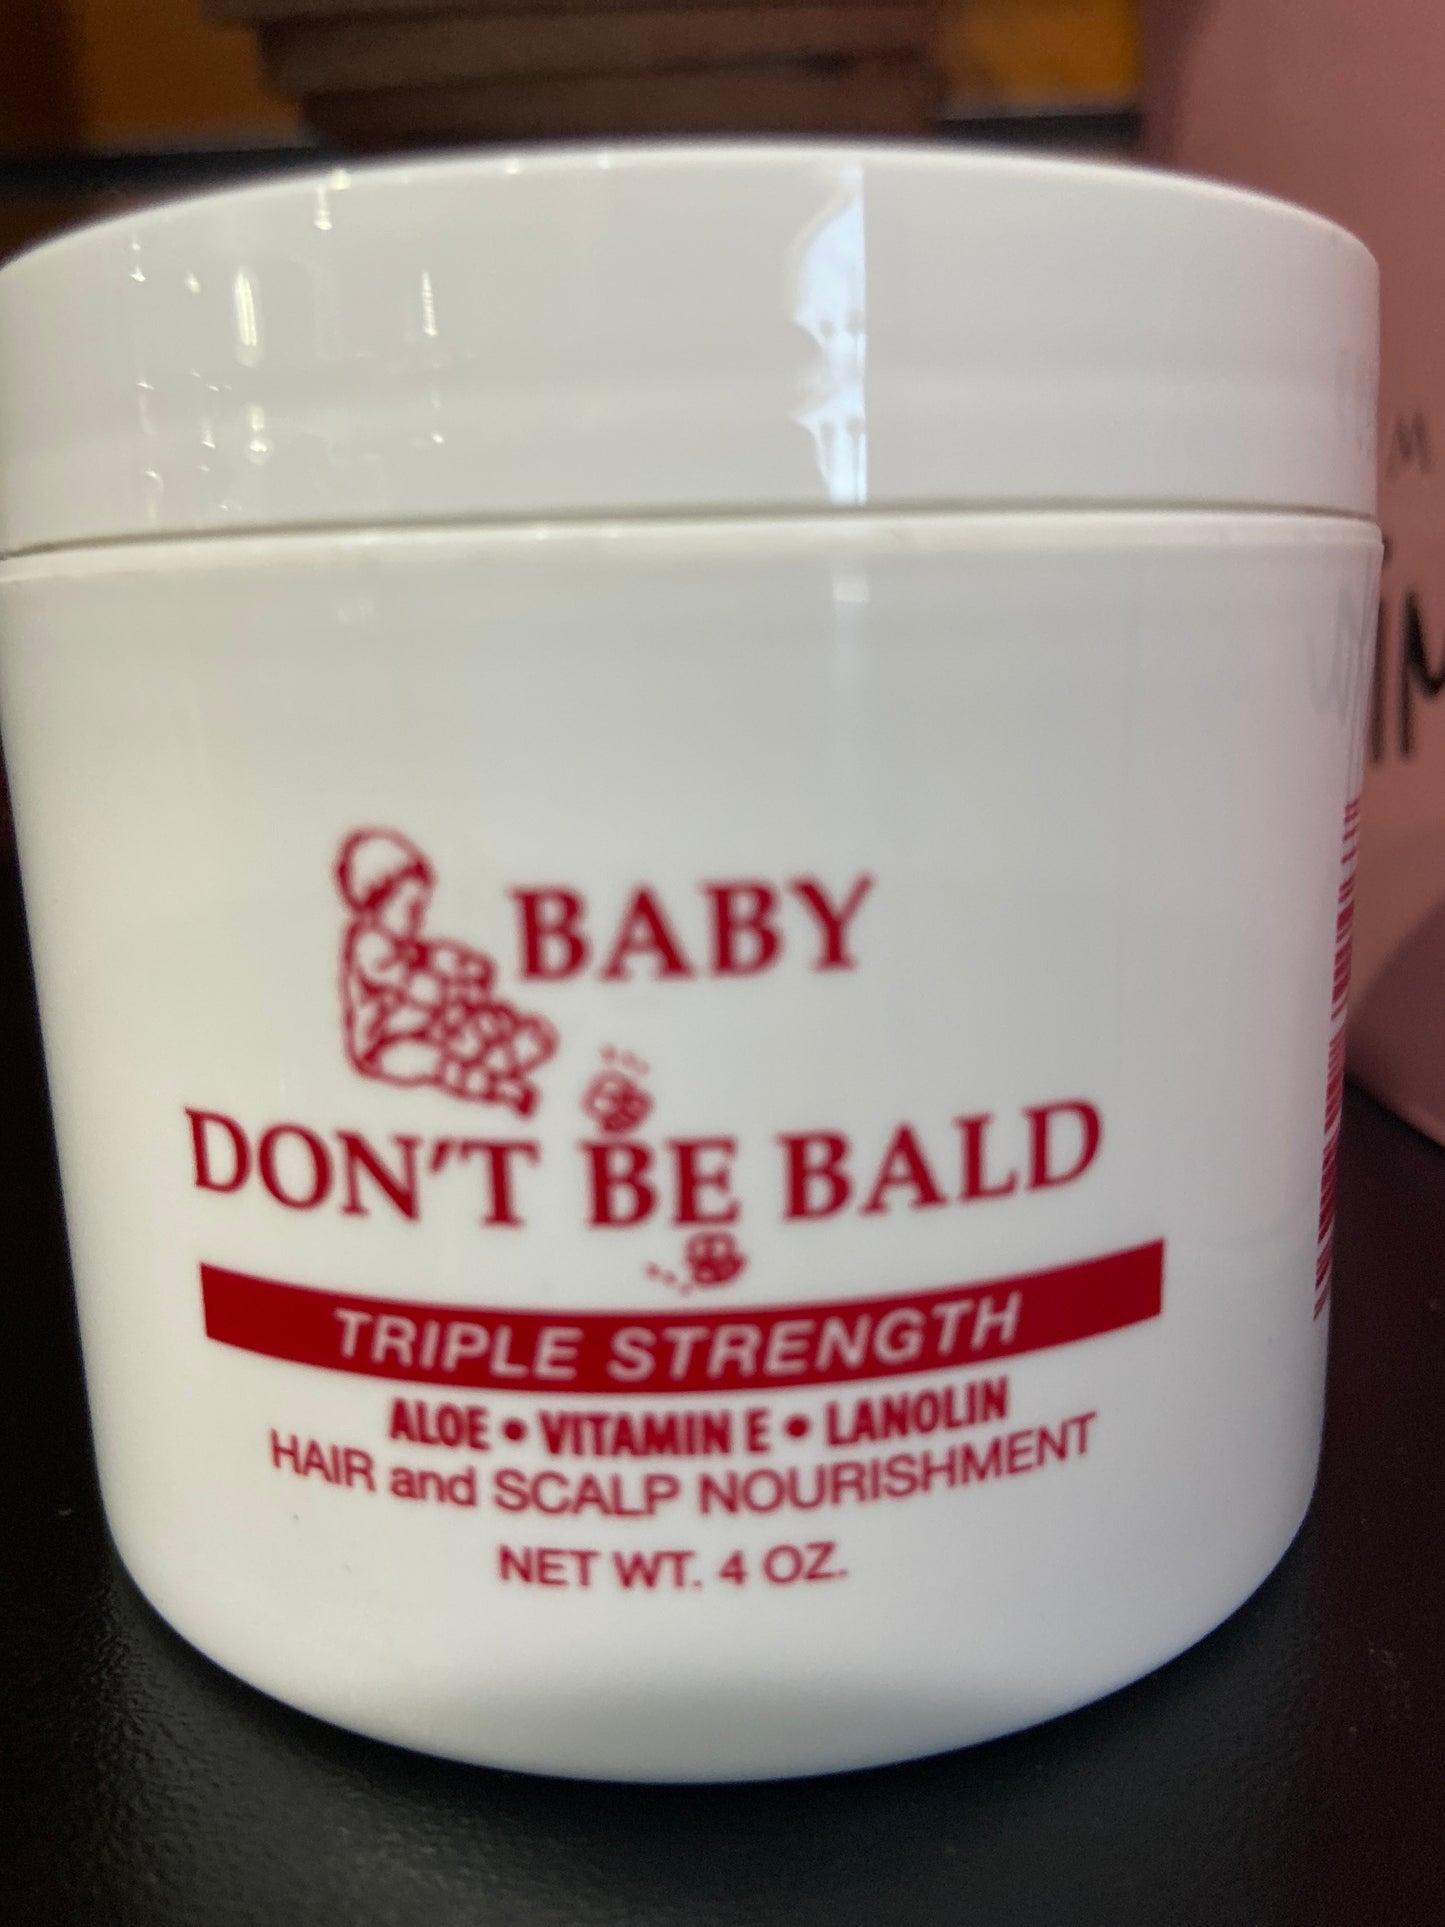 BABY
DON'T BE BALD
TRIPLE STRENGTH
ALOE • VITAMIN E • LANOLIN
HAIR and SCALP NOURISHMENT
NET WT. 4 OZ.
M